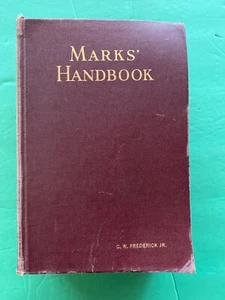 MARKS'
HANDBOOK
C. W. FREDERICK JR.